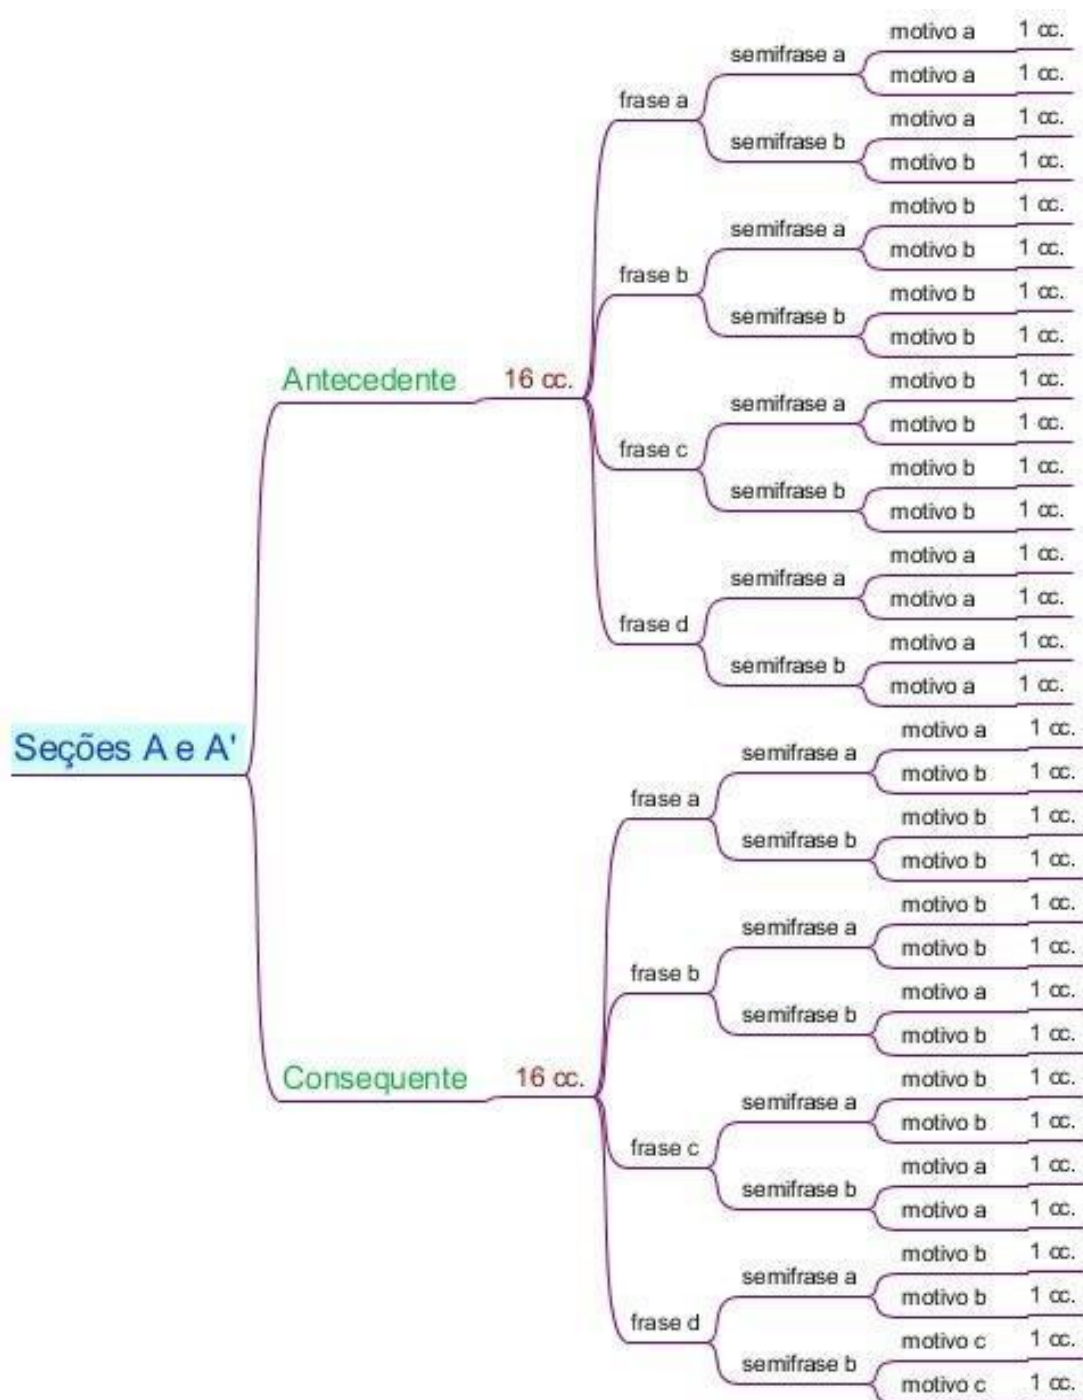 Seções A e A'
Antecedente 16 cc.
frase a
semifrase a
motivo a 1 cc.
motivo a 1 cc.
semifrase b
motivo a 1 cc.
motivo b 1 cc.
frase b
semifrase a
motivo b 1 cc.
motivo b 1 cc.
semifrase b
motivo b 1 cc.
motivo b 1 cc.
frase c
semifrase a
motivo b 1 cc.
motivo b 1 cc.
semifrase b
motivo b 1 cc.
motivo b 1 cc.
frase d
semifrase a
motivo a 1 cc.
motivo a 1 cc.
semifrase b
motivo a 1 cc.
motivo a 1 cc.
Consequente 16 cc.
frase a
semifrase a
motivo a 1 cc.
motivo b 1 cc.
semifrase b
motivo b 1 cc.
motivo b 1 cc.
frase b
semifrase a
motivo b 1 cc.
motivo b 1 cc.
semifrase b
motivo a 1 cc.
motivo b 1 cc.
frase c
semifrase a
motivo b 1 cc.
motivo b 1 cc.
semifrase b
motivo a 1 cc.
motivo a 1 cc.
frase d
semifrase a
motivo b 1 cc.
motivo b 1 cc.
semifrase b
motivo c 1 cc.
motivo c 1 cc.